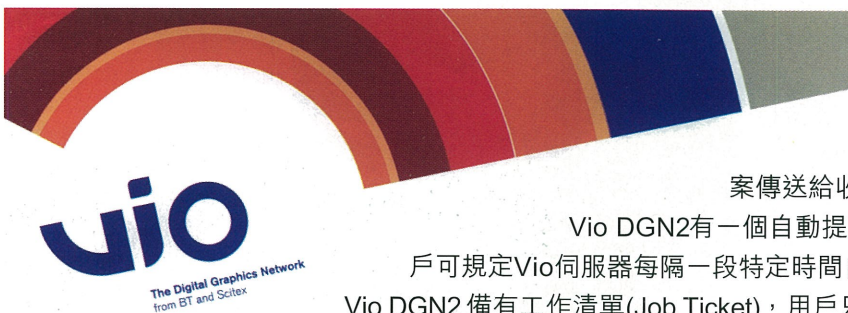 vio
The Digital Graphics Network
from BT and Scitex
案傳送給收
Vio DGN2有一個自動提
戶可規定Vio伺服器每隔一段特定時間
Vio DGN2 備有工作清單(Job Ticket)，用戶只